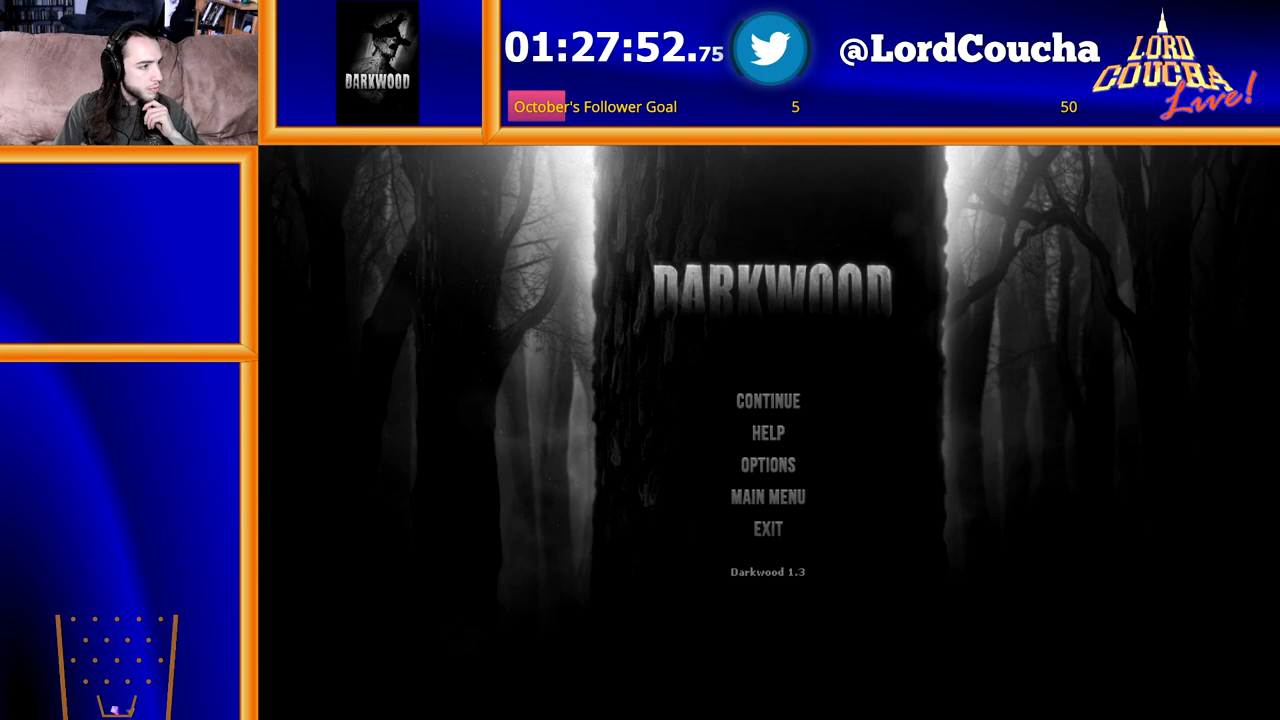 DARKWOOD
01:27:52.75
@LordCoucha
LORD
COUCHA
Live!
October's Follower Goal
5
50
DARKWOOD
CONTINUE
HELP
OPTIONS
MAIN MENU
EXIT
Darkwood 1.3